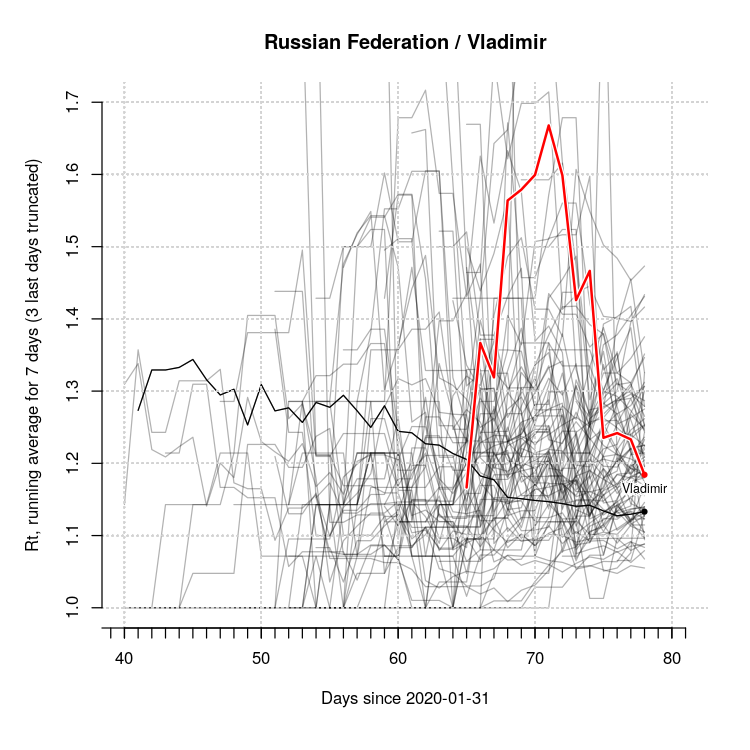 Russian Federation / Vladimir
Rt, running average for 7 days (3 last days truncated)
1.7
1.6
1.5
1.4
1.3
1.2
1.1
1.0
Vladimir
40 50 60 70 80
Days since 2020-01-31